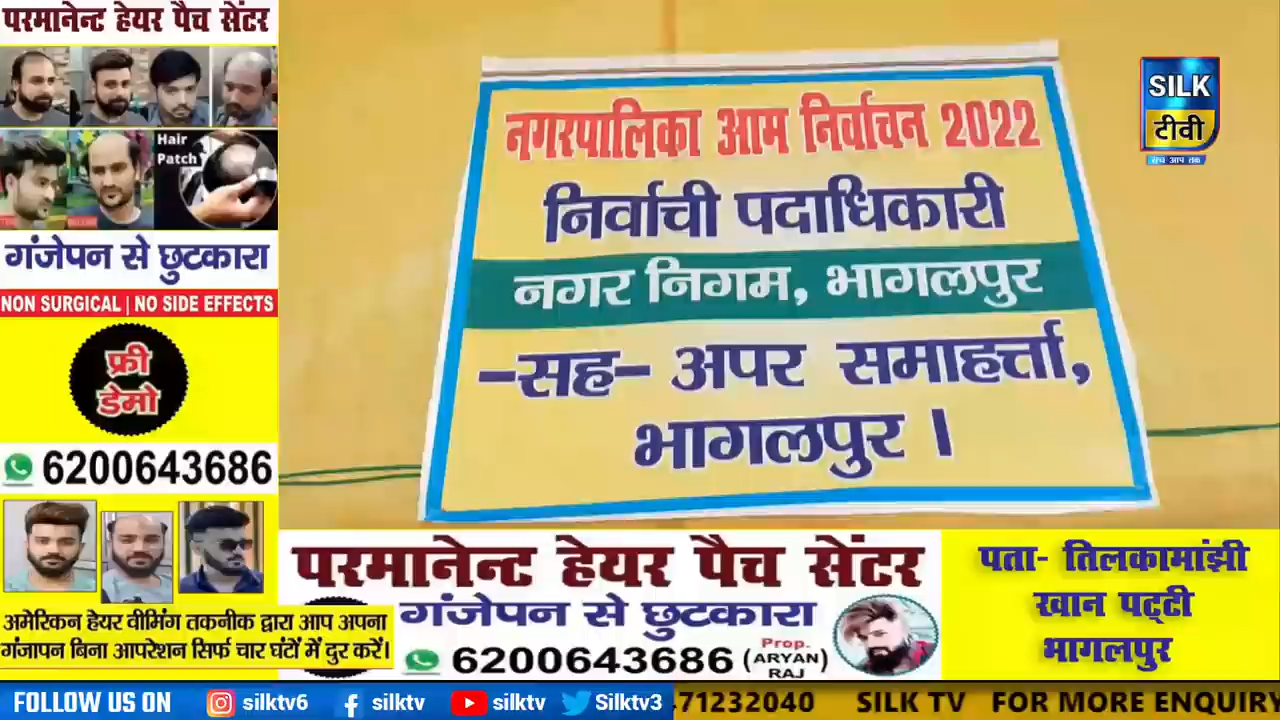 परमानेन्ट हेयर पैच सेंटर
Hair
Patch
गंजेपन से छुटकारा
NON SURGICAL | NO SIDE EFFECTS
फ्री
डेमो
6200643686
अमेरिकन हेयर वीमिंग तकनीक द्वारा आप अपना
गंजापन बिना आपरेशन सिर्फ चार घंटों में दुर करें।
नगरपालिका आम निर्वाचन 2022
निर्वाची पदाधिकारी
नगर निगम, भागलपुर
-सह- अपर समाहर्त्ता,
भागलपुर ।
SILK
टीवी
सच आप तक
परमानेन्ट हेयर पैच सेंटर
गंजेपन से छुटकारा
6200643686
Prop.
(ARYAN)
RAJ
पता- तिलकामांझी
खान पट्टी
भागलपुर
FOLLOW US ON silktv6 silktv silktv Silktv3 71232040 SILK TV FOR MORE ENQUIRY